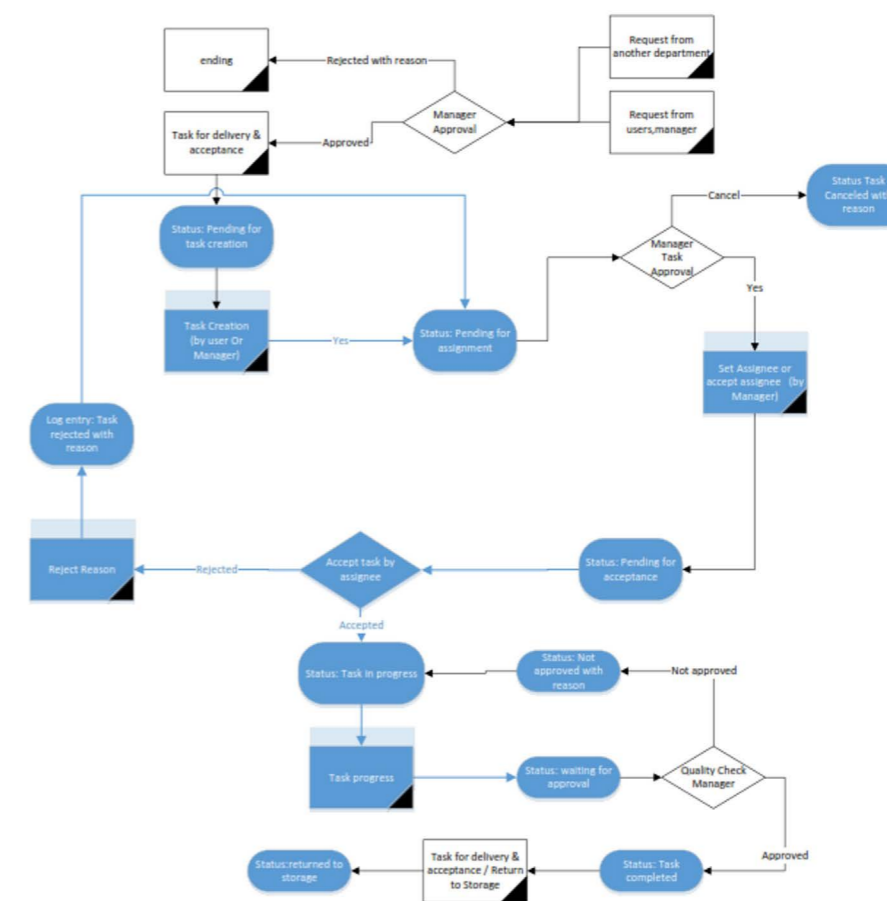 ending
Rejected with reason
Request from
another department
Manager
Approval
Request from
users,manager
Task for delivery &
acceptance
Approved
Status: Pending for
task creation
Cancel
Status Task
Canceled with
reason
Manager
Task
Approval
Yes
Task Creation
(by user Or
Manager)
Yes
Status: Pending for
assignment
Set Assignee or
accept assignee (by
Manager)
Log entry: Task
rejected with
reason
Reject Reason
Rejected
Accept task by
assignee
Status: Pending for
acceptance
Accepted
Status: Task in progress
Status: Not
approved with
reason
Not approved
Task progress
Status: waiting for
approval
Quality Check
Manager
Approved
Status:returned to
storage
Task for delivery &
acceptance / Return
to Storage
Status: Task
completed